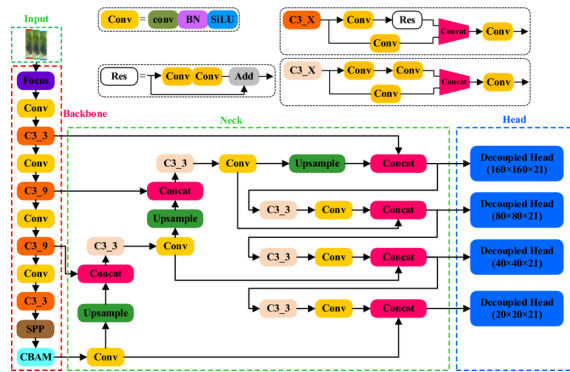 Input
Conv
=
conv
BN
SiLU
Res
=
Conv
Conv
Add
C3_X
Conv
Res
Conv
Concat
Conv
C3_X
Conv
Conv
Conv
Concat
Conv
Backbone
Focus
Conv
C3_3
Conv
C3_9
Conv
C3_9
Conv
C3_3
SPP
CBAM
Neck
C3_3
Conv
Upsample
Concat
Concat
C3_3
Conv
Concat
Upsample
C3_3
Conv
C3_3
Conv
Concat
Concat
Upsample
C3_3
Conv
Concat
Conv
Head
Decoupled Head
(160×160×21)
Decoupled Head
(80×80×21)
Decoupled Head
(40×40×21)
Decoupled Head
(20×20×21)